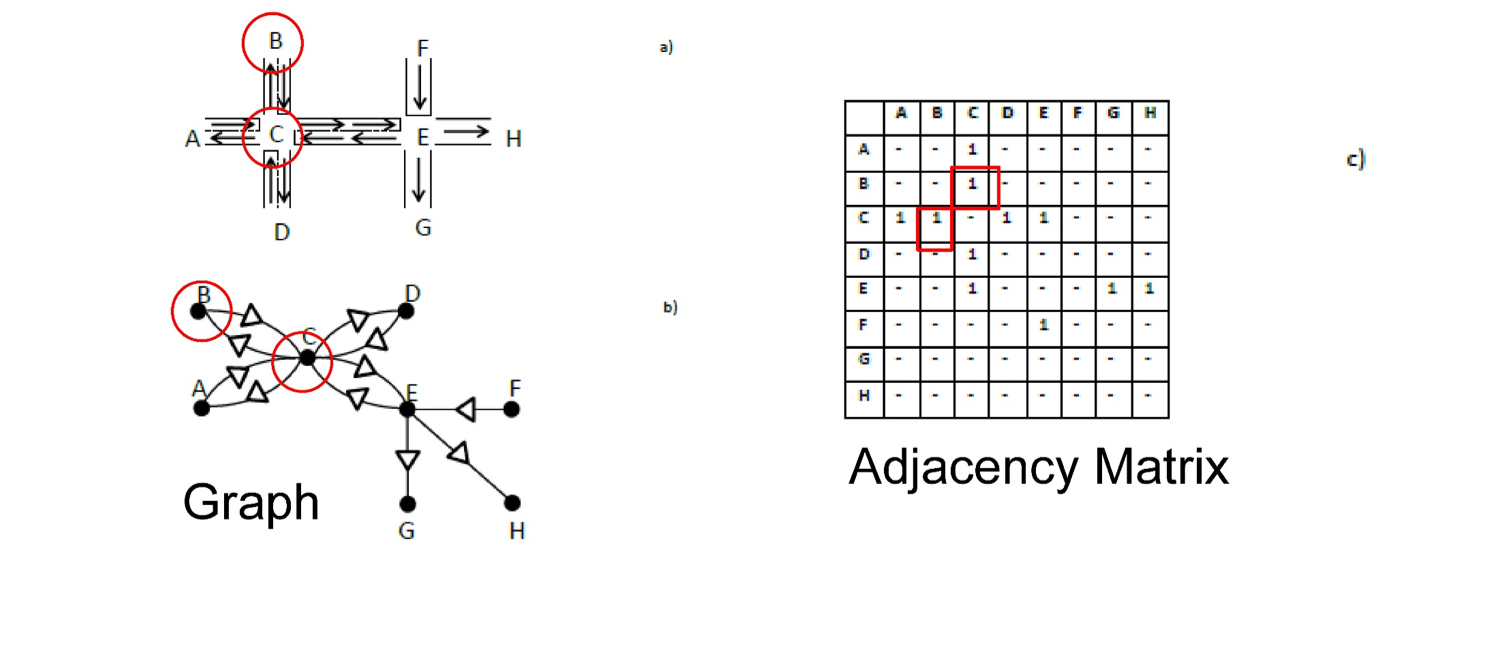 B
F
a)
A
C
E
H
D
G
B
D
b)
C
A
E
F
Graph
G
H
A B C D E F G H
A - - 1 - - - - -
B - - 1 - - - - -
C 1 1 - 1 1 - - -
D - - 1 - - - - -
E - - 1 - - - 1 1
F - - - - 1 - - -
G - - - - - - - -
H - - - - - - - -
c)
Adjacency Matrix